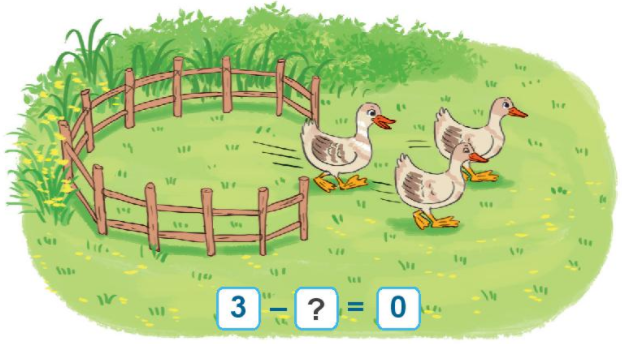 3 – ? = 0